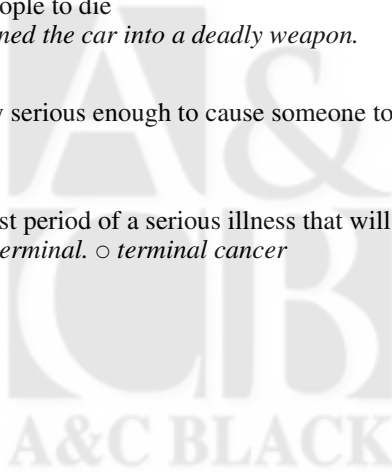 ople to die
ned the car into a deadly weapon.
serious enough to cause someone to
st period of a serious illness that will
erminal. ○ terminal cancer
A&
CB
A&C BLACK